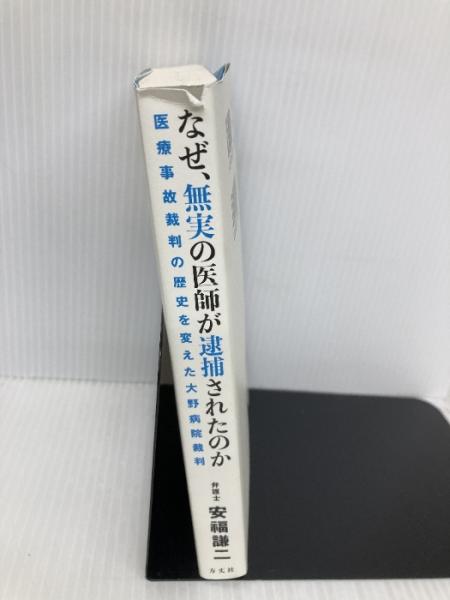 なぜ、無実の医師が逮捕されたのか
医療事故裁判の歴史を変えた大野病院裁判
弁護士 安福謙二
方丈社